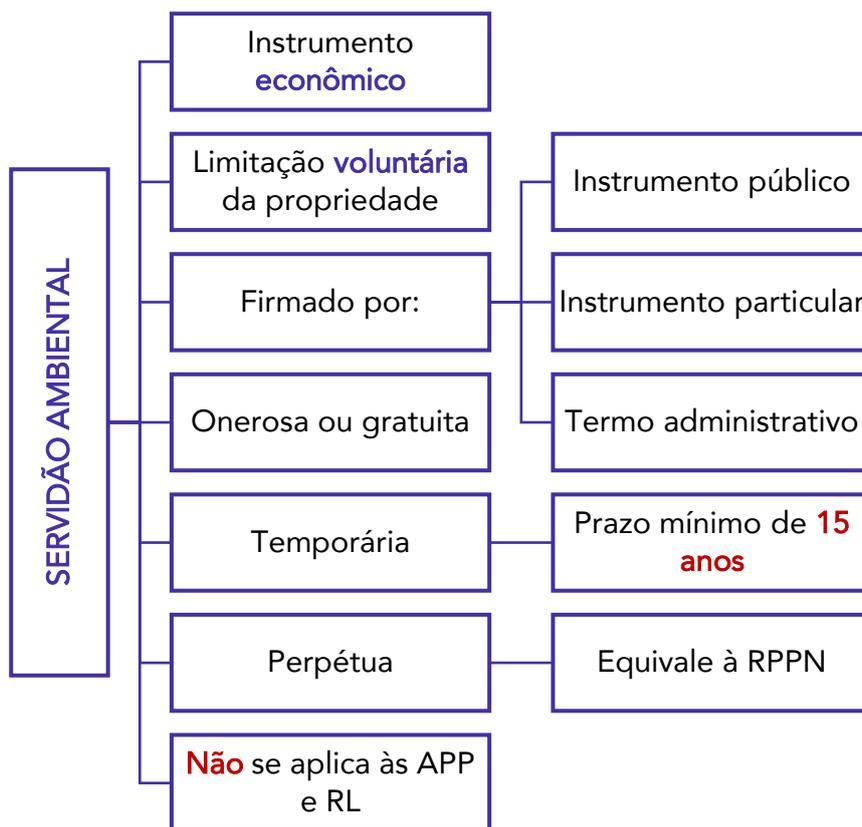 SERVIDÃO AMBIENTAL
Instrumento
econômico
Limitação voluntária
da propriedade
Firmado por:
Instrumento público
Instrumento particular
Termo administrativo
Onerosa ou gratuita
Temporária
Prazo mínimo de 15
anos
Perpétua
Equivale à RPPN
Não se aplica às APP
e RL